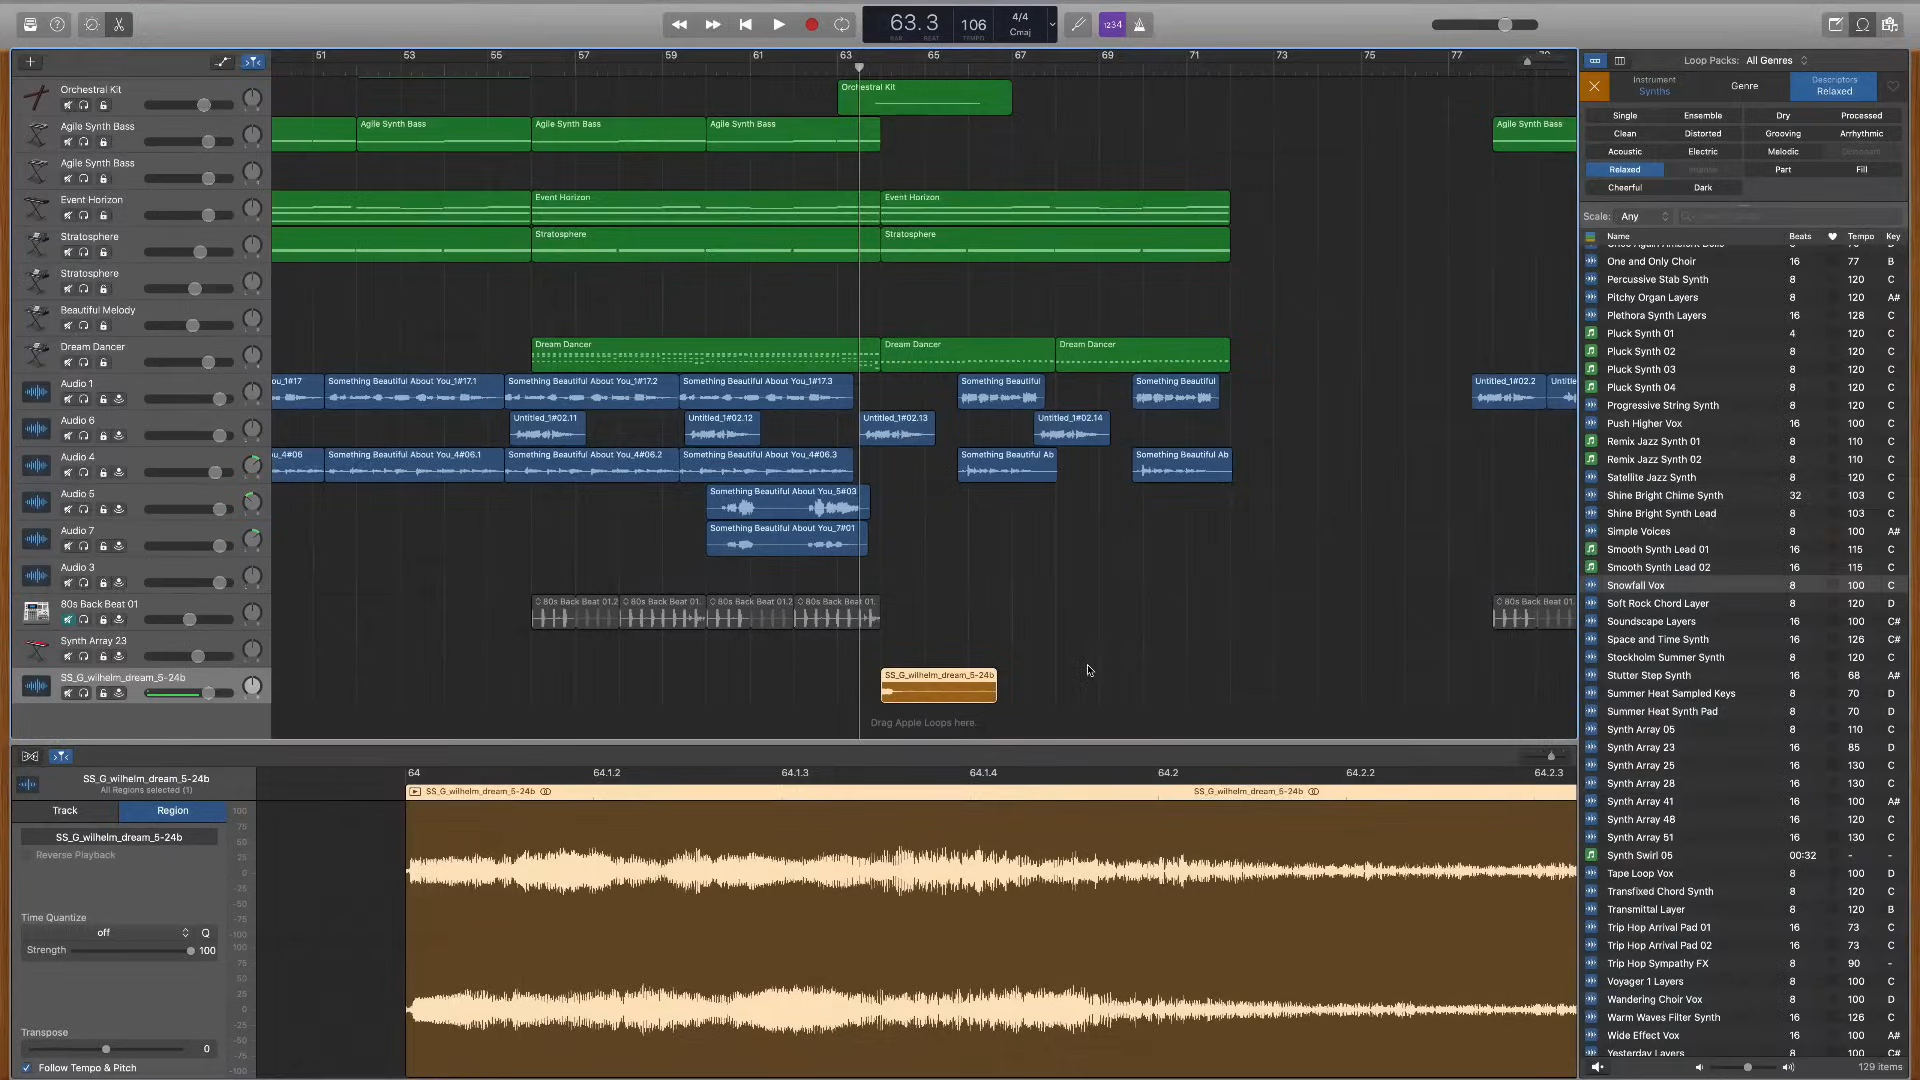 63.3
BAR BEAT
106
TEMPO
4/4
Cmaj
1234
51 53 55 57 59 61 63 65 67 69 71 73 75 77
Orchestral Kit
Agile Synth Bass
Agile Synth Bass
Event Horizon
Stratosphere
Stratosphere
Beautiful Melody
Dream Dancer
Audio 1
Audio 6
Audio 4
Audio 5
Audio 7
Audio 3
80s Back Beat 01
Synth Array 23
SS_G_wilhelm_dream_5-24b
Orchestral Kit
Agile Synth Bass Agile Synth Bass Agile Synth Bass Agile Synth Bass
Event Horizon Event Horizon
Stratosphere Stratosphere
Dream Dancer Dream Dancer Dream Dancer
ou_1#17 Something Beautiful About You_1#17.1 Something Beautiful About You_1#17.2 Something Beautiful About You_1#17.3 Something Beautiful Something Beautiful Untitled_1#02.2 Untitle
Untitled_1#02.11 Untitled_1#02.12 Untitled_1#02.13 Untitled_1#02.14
ou_4#06 Something Beautiful About You_4#06.1 Something Beautiful About You_4#06.2 Something Beautiful About You_4#06.3 Something Beautiful Ab Something Beautiful Ab
Something Beautiful About You_5#03
Something Beautiful About You_7#01
80s Back Beat 01.2 80s Back Beat 01. 80s Back Beat 01.2 80s Back Beat 01. 80s Back Beat 01.
SS_G_wilhelm_dream_5-24b
Drag Apple Loops here.
SS_G_wilhelm_dream_5-24b
All Regions selected (1)
Track Region
SS_G_wilhelm_dream_5-24b
Reverse Playback
Time Quantize
off Q
Strength 100
Transpose
0
Follow Tempo & Pitch
64 64.1.2 64.1.3 64.1.4 64.2 64.2.2 64.2.3
SS_G_wilhelm_dream_5-24b SS_G_wilhelm_dream_5-24b
100
75
50
25
0
-25
-50
-75
-100
100
75
50
25
0
-25
-50
-75
-100
Loop Packs: All Genres
Instrument
Synths
Genre
Descriptors
Relaxed
Single Ensemble Dry Processed
Clean Distorted Grooving Arrhythmic
Acoustic Electric Melodic Dissonant
Relaxed Intense Part Fill
Cheerful Dark
Scale: Any
Name Beats Tempo Key
One and Only Choir 16 77 B
Percussive Stab Synth 8 120 C
Pitchy Organ Layers 8 120 A#
Plethora Synth Layers 16 128 C
Pluck Synth 01 4 120 C
Pluck Synth 02 8 120 C
Pluck Synth 03 8 120 C
Pluck Synth 04 8 120 C
Progressive String Synth 8 120 C
Push Higher Vox 8 100 C
Remix Jazz Synth 01 8 110 C
Remix Jazz Synth 02 8 110 C
Satellite Jazz Synth 8 120 C
Shine Bright Chime Synth 32 103 C
Shine Bright Synth Lead 8 103 C
Simple Voices 8 100 A#
Smooth Synth Lead 01 16 115 C
Smooth Synth Lead 02 16 115 C
Snowfall Vox 8 100 C
Soft Rock Chord Layer 8 120 D
Soundscape Layers 16 128 C#
Space and Time Synth 16 126 C#
Stockholm Summer Synth 8 120 C
Stutter Step Synth 16 68 A#
Summer Heat Sampled Keys 8 70 D
Summer Heat Synth Pad 8 70 D
Synth Array 05 8 110 C
Synth Array 23 16 85 D
Synth Array 25 16 130 C
Synth Array 28 16 130 C
Synth Array 41 16 100 A#
Synth Array 48 16 120 C
Synth Array 51 16 130 C
Synth Swirl 05 00:32 - -
Tape Loop Vox 8 100 D
Transfixed Chord Synth 8 120 C
Transmittal Layer 8 120 B
Trip Hop Arrival Pad 01 16 73 C
Trip Hop Arrival Pad 02 16 73 C
Trip Hop Sympathy FX 8 90 -
Voyager 1 Layers 8 100 C
Wandering Choir Vox 8 100 D
Warm Waves Filter Synth 16 126 C
Wide Effect Vox 8 100 A#
Yesterday Layers 8 100 C#
129 items